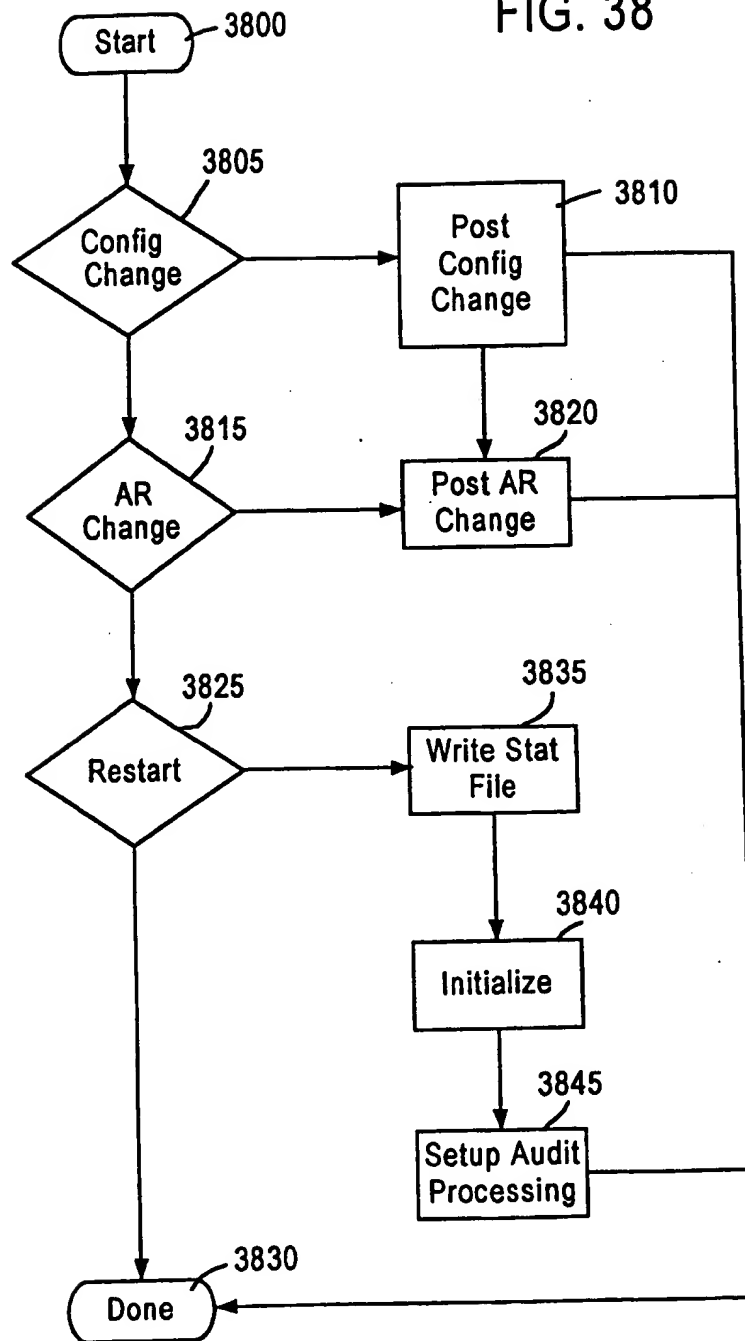 FIG. 38
Start
3800
3805
Config
Change
3810
Post
Config
Change
3815
AR
Change
3820
Post AR
Change
3825
Restart
3835
Write Stat
File
3840
Initialize
3845
Setup Audit
Processing
3830
Done